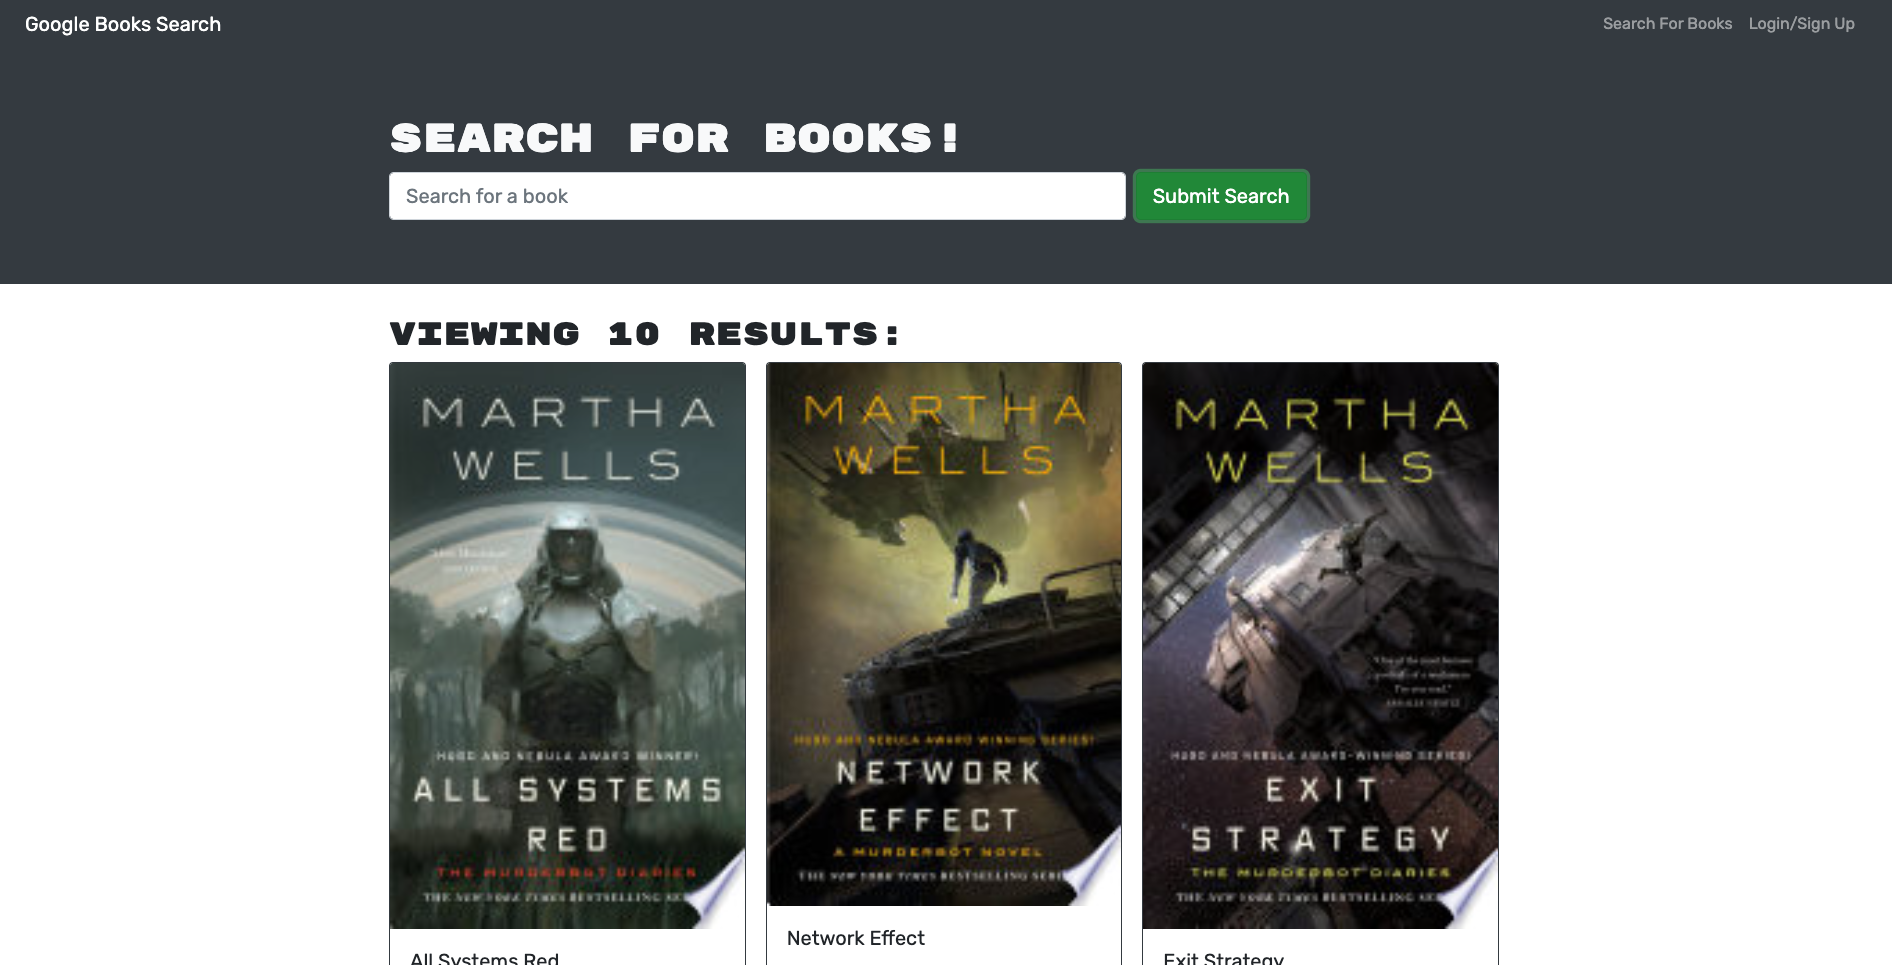 Google Books Search
Search For Books
Login/Sign Up
SEARCH FOR BOOKS!
Search for a book
Submit Search
VIEWING 10 RESULTS:
MARTHA
WELLS
HUGO AND NEBULA AWARD WINNER!
ALL SYSTEMS
RED
THE MURDERBOT DIARIES
THE NEW YORK TIMES BESTSELLING
All Systems Red
MARTHA
WELLS
HUGO AND NEBULA AWARD WINNING SERIES!
NETWORK
EFFECT
A MURDERBOT NOVEL
THE NEW YORK TIMES BESTSELLING
Network Effect
MARTHA
WELLS
HUGO AND NEBULA AWARD-WINNING SERIES!
EXIT
STRATEGY
THE MURDERBOT DIARIES
THE NEW YORK TIMES BESTSELLING
Exit Strategy